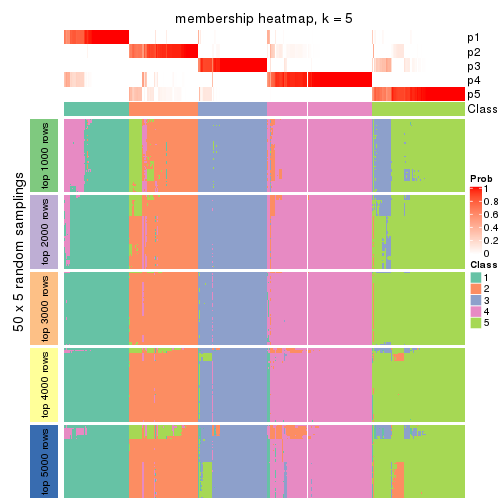 membership heatmap, k = 5
p1
p2
p3
p4
p5
Class
50 x 5 random samplings
top 1000 rows
top 2000 rows
top 3000 rows
top 4000 rows
top 5000 rows
Prob
1
0.8
0.6
0.4
0.2
0
Class
1
2
3
4
5